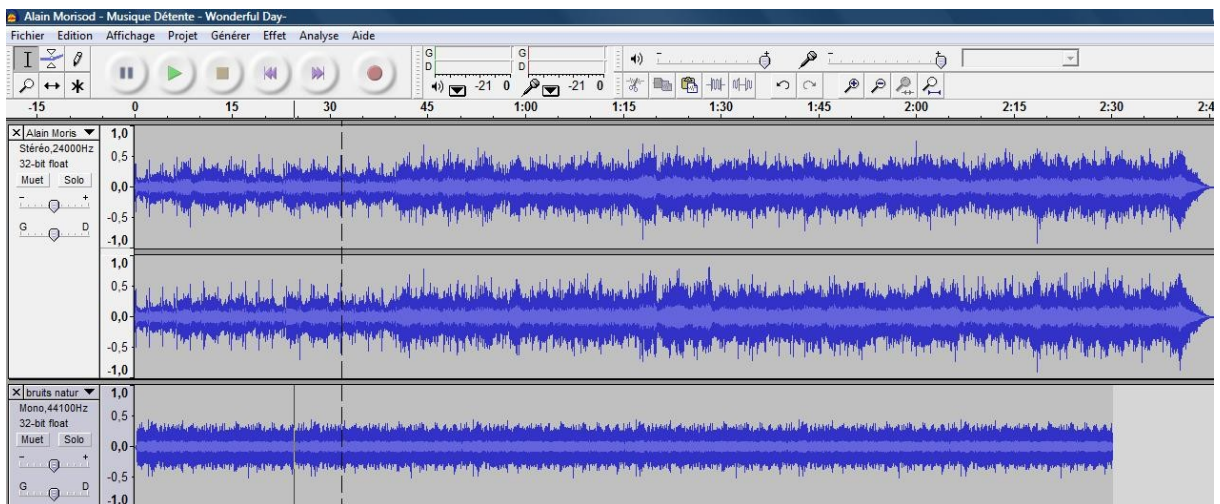 Alain Morisod - Musique Détente - Wonderful Day-
Fichier Edition Affichage Projet Générer Effet Analyse Aide
G
D
-21 0
G
D
-21 0
-15 0 15 30 45 1:00 1:15 1:30 1:45 2:00 2:15 2:30 2:4
X Alain Moris
Stéréo,24000Hz
32-bit float
Muet Solo
- +
G D
1,0
0,5
0,0
-0,5
-1,0
1,0
0,5
0,0
-0,5
-1,0
X bruits natur
Mono,44100Hz
32-bit float
Muet Solo
- +
G D
1,0
0,5
0,0
-0,5
-1,0